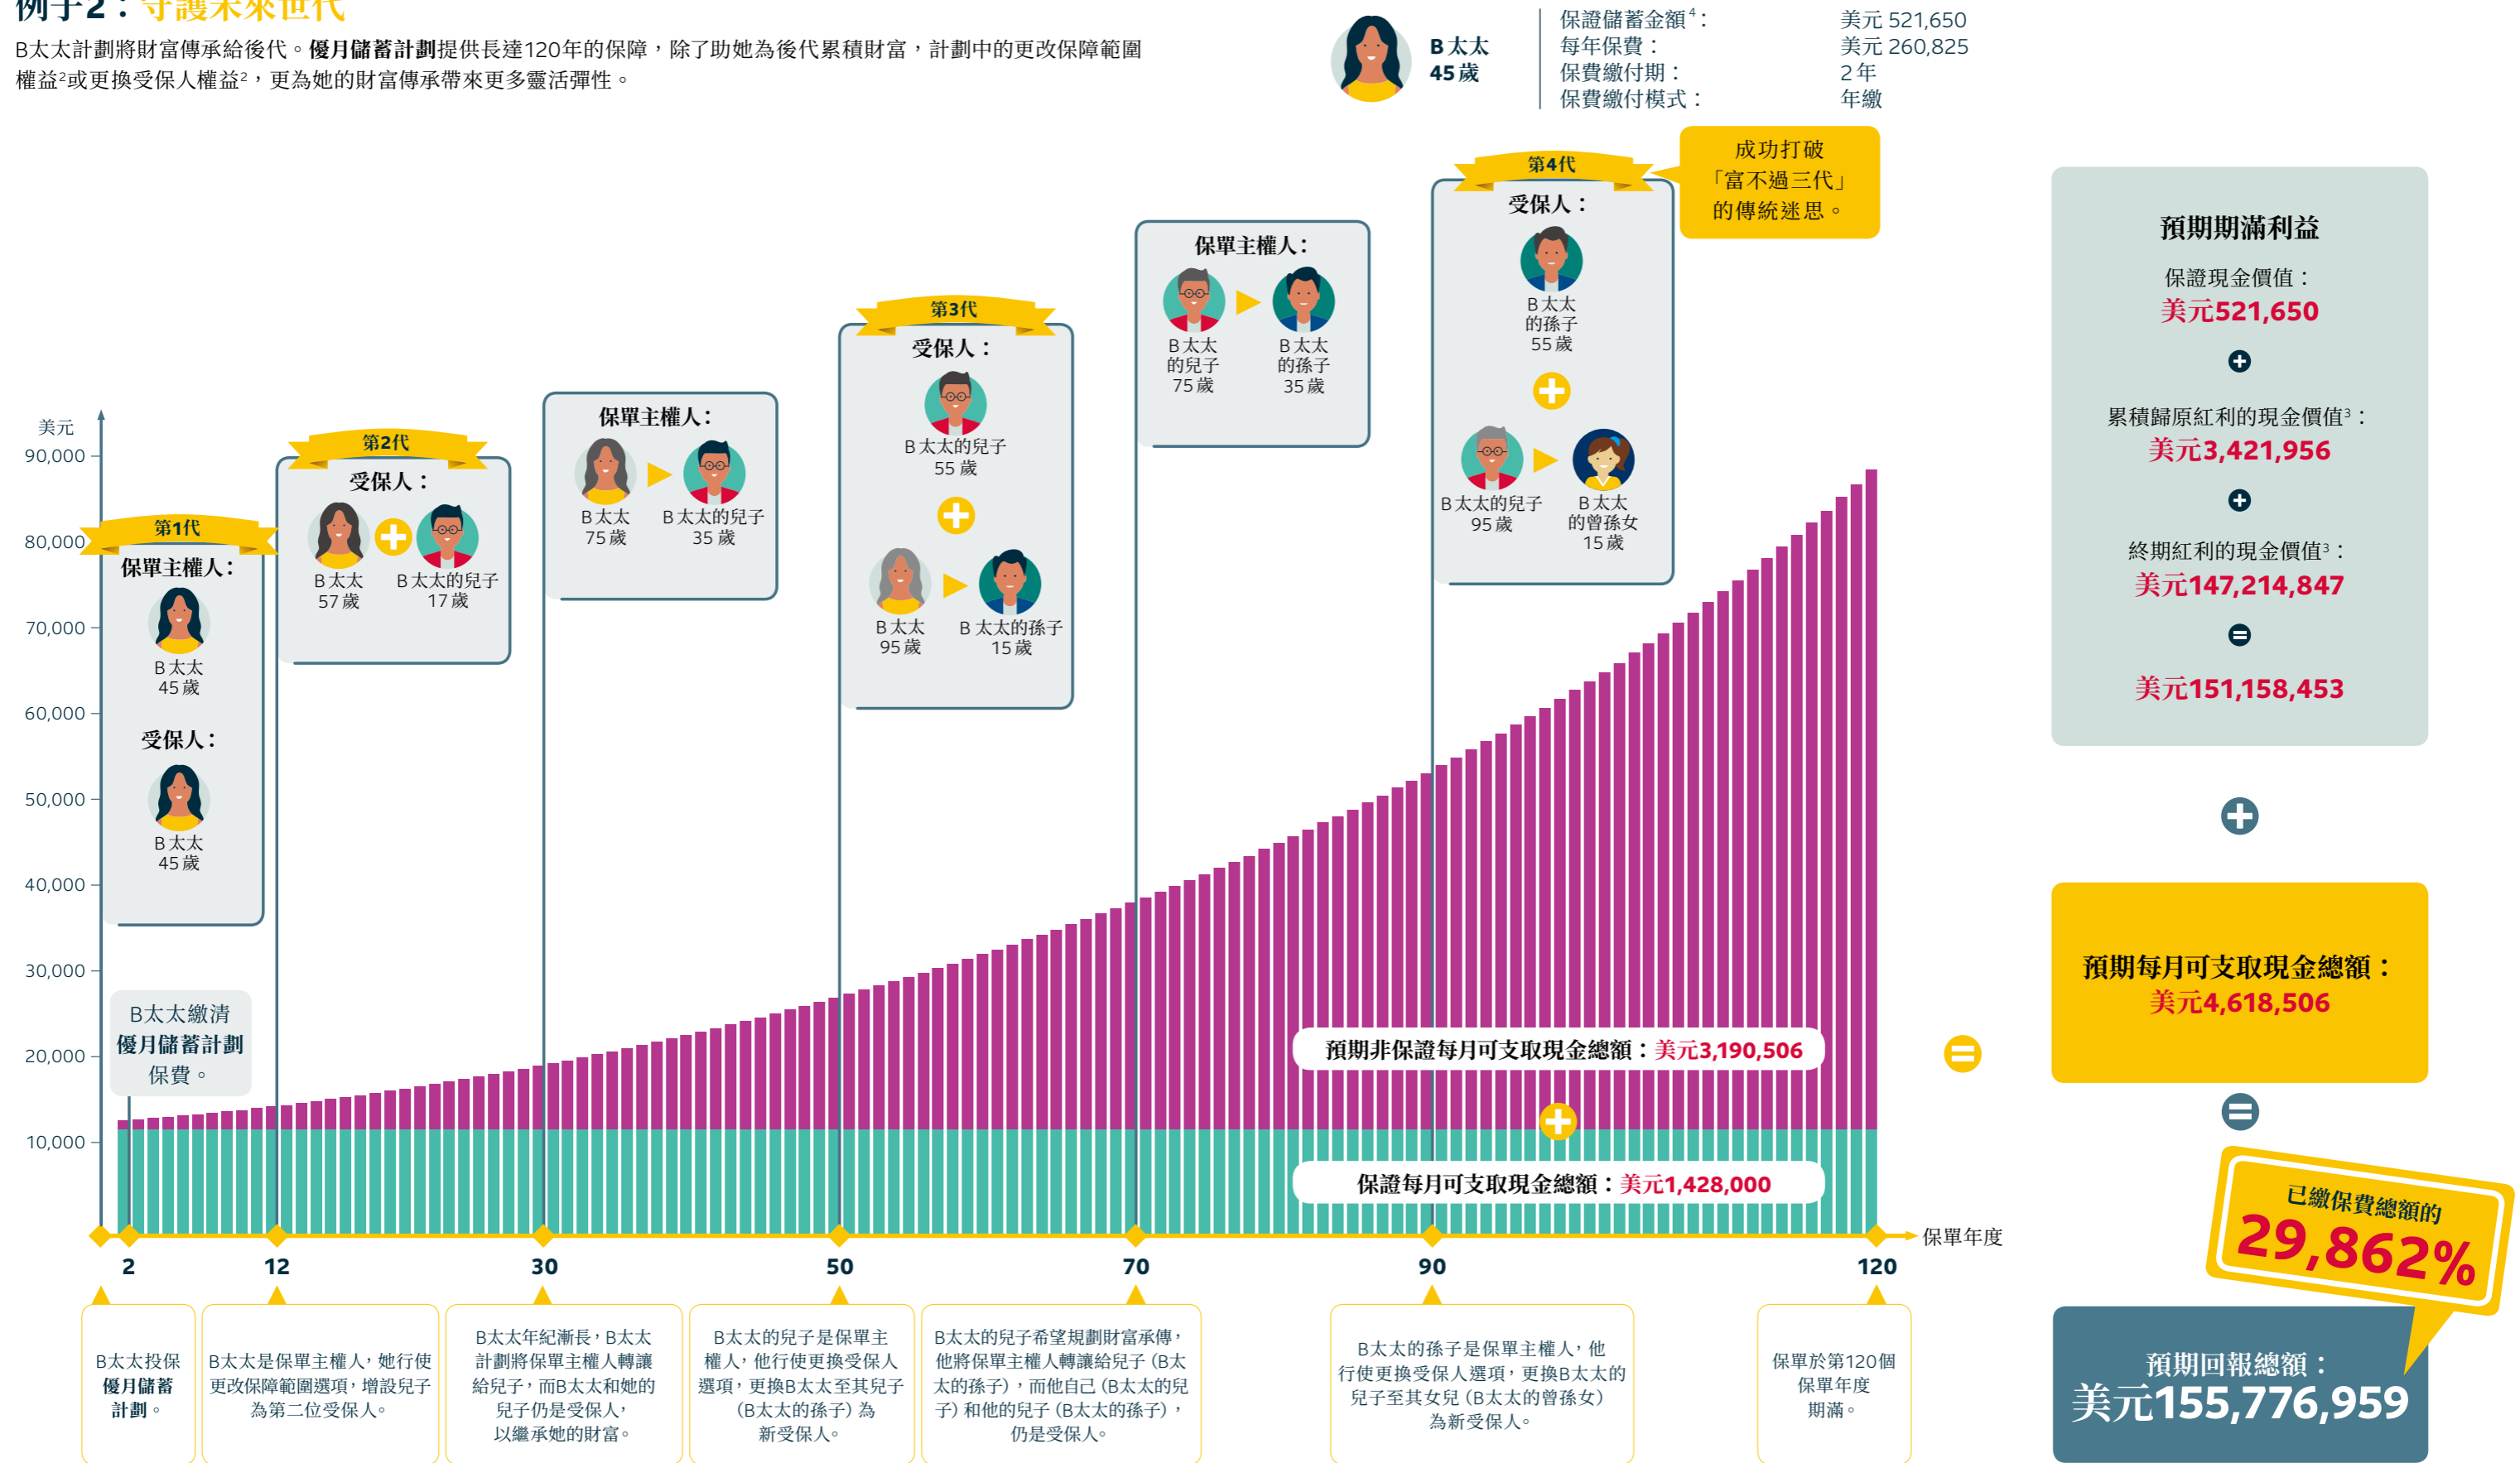 例子2：守護未來世代
B太太計劃將財富傳承給後代。優月儲蓄計劃提供長達120年的保障，除了助她為後代累積財富，計劃中的更改保障範圍
權益²或更換受保人權益²，更為她的財富傳承帶來更多靈活彈性。
B太太
45歲
保證儲蓄金額⁴： 美元 521,650
每年保費： 美元 260,825
保費繳付期： 2年
保費繳付模式： 年繳
美元
90,000
80,000
70,000
60,000
50,000
40,000
30,000
20,000
10,000
第1代
保單主權人：
B太太
45歲
受保人：
B太太
45歲
B太太繳清
優月儲蓄計劃
保費。
第2代
受保人：
B太太
57歲
B太太的兒子
17歲
保單主權人：
B太太
75歲
B太太的兒子
35歲
第3代
受保人：
B太太的兒子
55歲
B太太
95歲
B太太的孫子
15歲
保單主權人：
B太太
的兒子
75歲
B太太
的孫子
35歲
第4代
受保人：
B太太
的孫子
55歲
B太太的兒子
95歲
B太太
的曾孫女
15歲
成功打破
「富不過三代」
的傳統迷思。
預期非保證每月可支取現金總額：美元3,190,506
保證每月可支取現金總額：美元1,428,000
保單年度
2
12
30
50
70
90
120
B太太投保
優月儲蓄
計劃。
B太太是保單主權人，她行使
更改保障範圍選項，增設兒子
為第二位受保人。
B太太年紀漸長，B太太
計劃將保單主權人轉讓
給兒子，而B太太和她的
兒子仍是受保人，
以繼承她的財富。
B太太的兒子是保單主
權人，他行使更換受保人
選項，更換B太太至其兒子
（B太太的孫子）為
新受保人。
B太太的兒子希望規劃財富承傳，
他將保單主權人轉讓給兒子（B太
太的孫子），而他自己（B太太的兒
子）和他的兒子（B太太的孫子），
仍是受保人。
B太太的孫子是保單主權人，他
行使更換受保人選項，更換B太太的
兒子至其女兒（B太太的曾孫女）
為新受保人。
保單於第120個
保單年度
期滿。
預期期滿利益
保證現金價值：
美元521,650
累積歸原紅利的現金價值³：
美元3,421,956
終期紅利的現金價值³：
美元147,214,847
美元151,158,453
預期每月可支取現金總額：
美元4,618,506
已繳保費總額的
29,862%
預期回報總額：
美元155,776,959